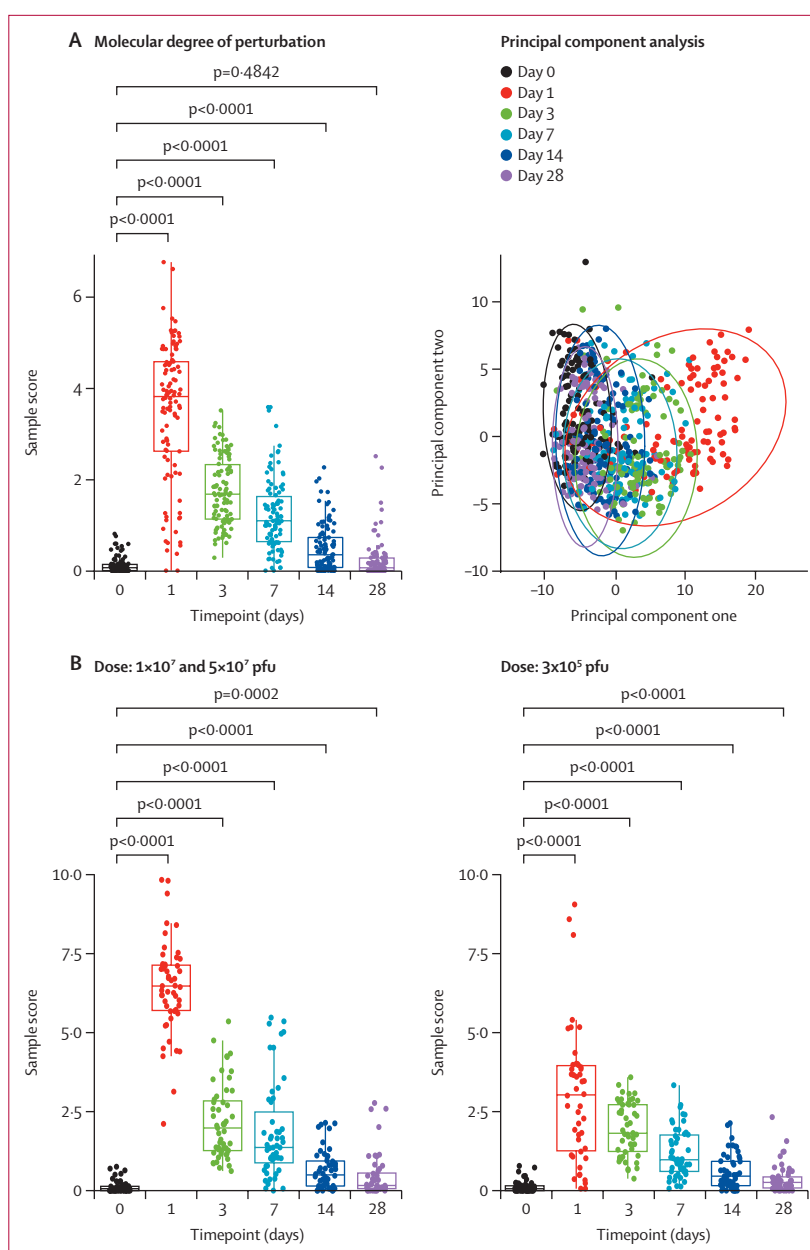 A Molecular degree of perturbation
p=0·4842
p<0·0001
p<0·0001
p<0·0001
p<0·0001
6
4
2
0
Sample score
0 1 3 7 14 28
Timepoint (days)
Principal component analysis
Day 0
Day 1
Day 3
Day 7
Day 14
Day 28
10
5
0
–5
–10
Principal component two
–10 0 10 20
Principal component one
B Dose: 1×10⁷ and 5×10⁷ pfu
p=0·0002
p<0·0001
p<0·0001
p<0·0001
p<0·0001
10·0
7·5
5·0
2·5
0
Sample score
0 1 3 7 14 28
Timepoint (days)
Dose: 3x10⁵ pfu
p<0·0001
p<0·0001
p<0·0001
p<0·0001
p<0·0001
10·0
7·5
5·0
2·5
0
Sample score
0 1 3 7 14 28
Timepoint (days)